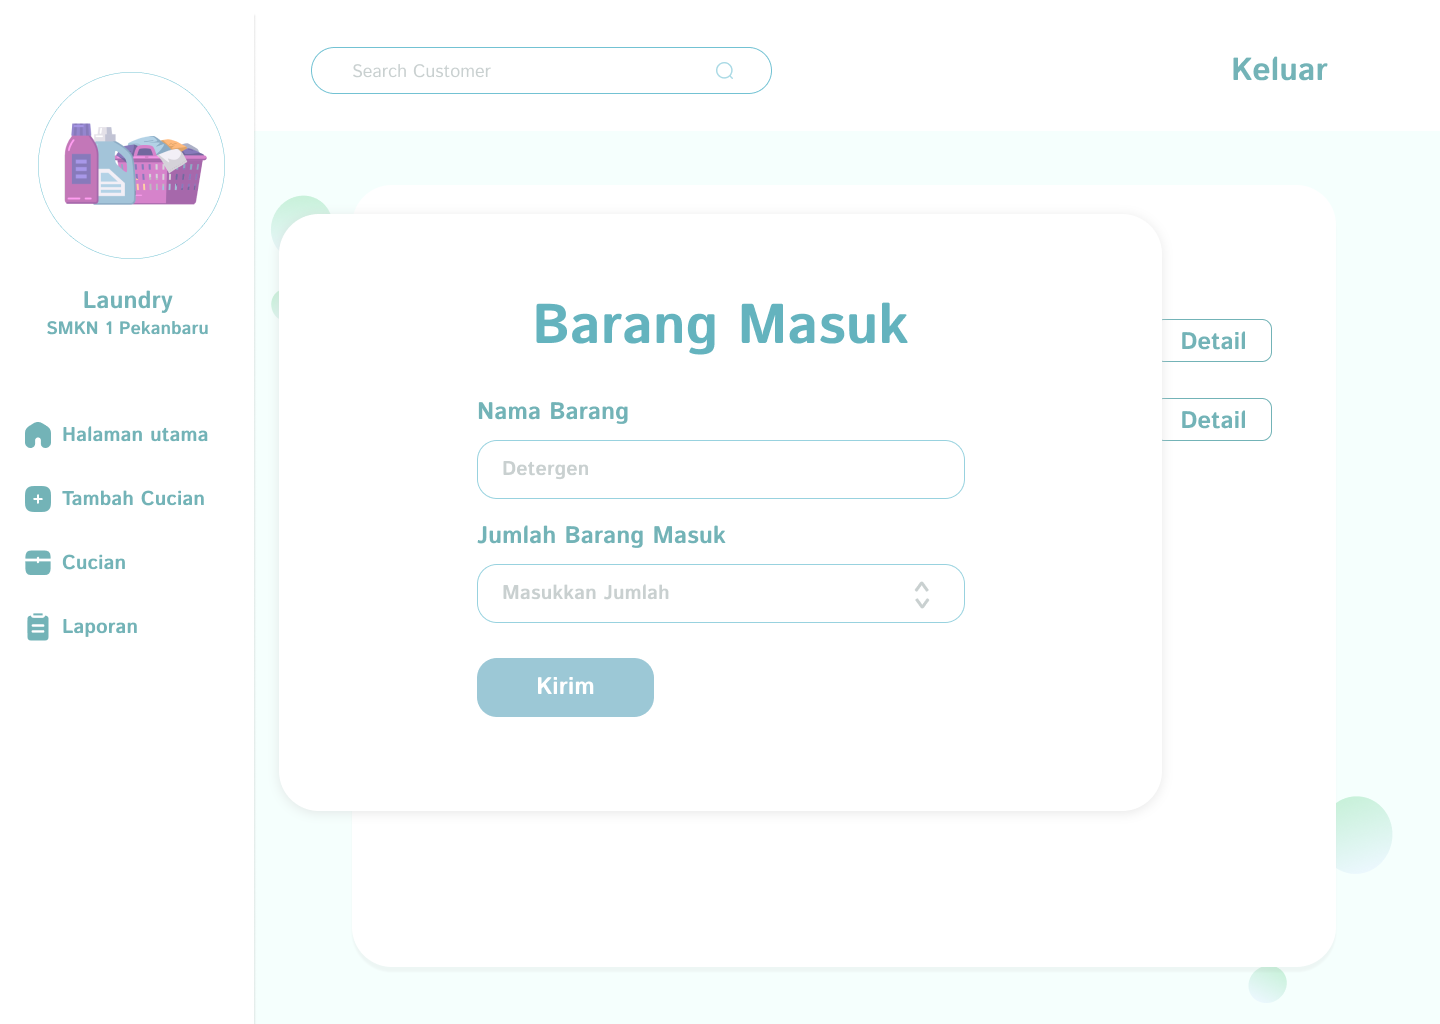 Search Customer
Keluar
Laundry
SMKN 1 Pekanbaru
Halaman utama
Tambah Cucian
Cucian
Laporan
Barang Masuk
Nama Barang
Detergen
Jumlah Barang Masuk
Masukkan Jumlah
Kirim
Detail
Detail